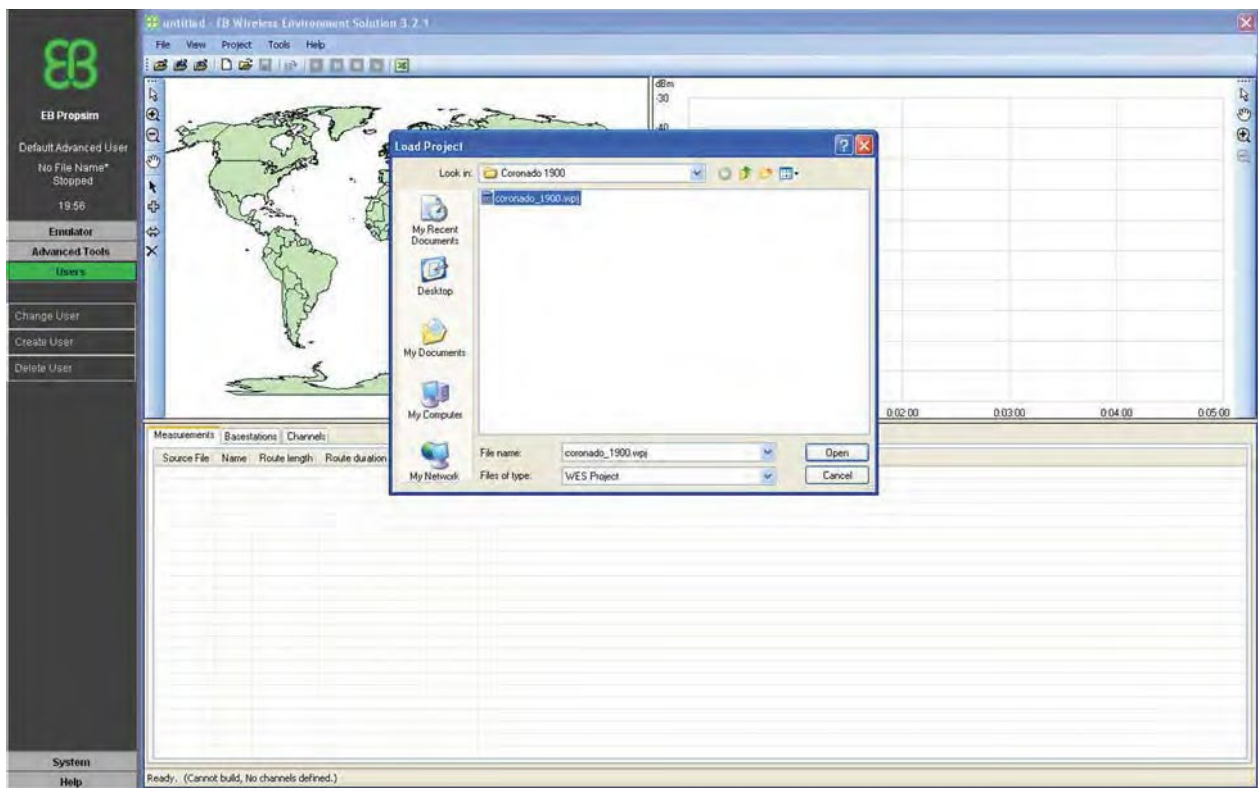 untitled - EB Wireless Environment Solution 3.2.1
File View Project Tools Help
EB
EB Propsim
Default Advanced User
No File Name*
Stopped
19:56
Emulator
Advanced Tools
Users
Change User
Create User
Delete User
System
Help
dBm
-30
-40
0:02:00 0:03:00 0:04:00 0:05:00
Load Project
Look in: Coronado 1900
coronado_1900.wpj
My Recent Documents
Desktop
My Documents
My Computer
My Network
File name: coronado_1900.wpj Open
Files of type: WES Project Cancel
Measurements Basestations Channels
Source File Name Route length Route duration
Ready. (Cannot build, No channels defined.)